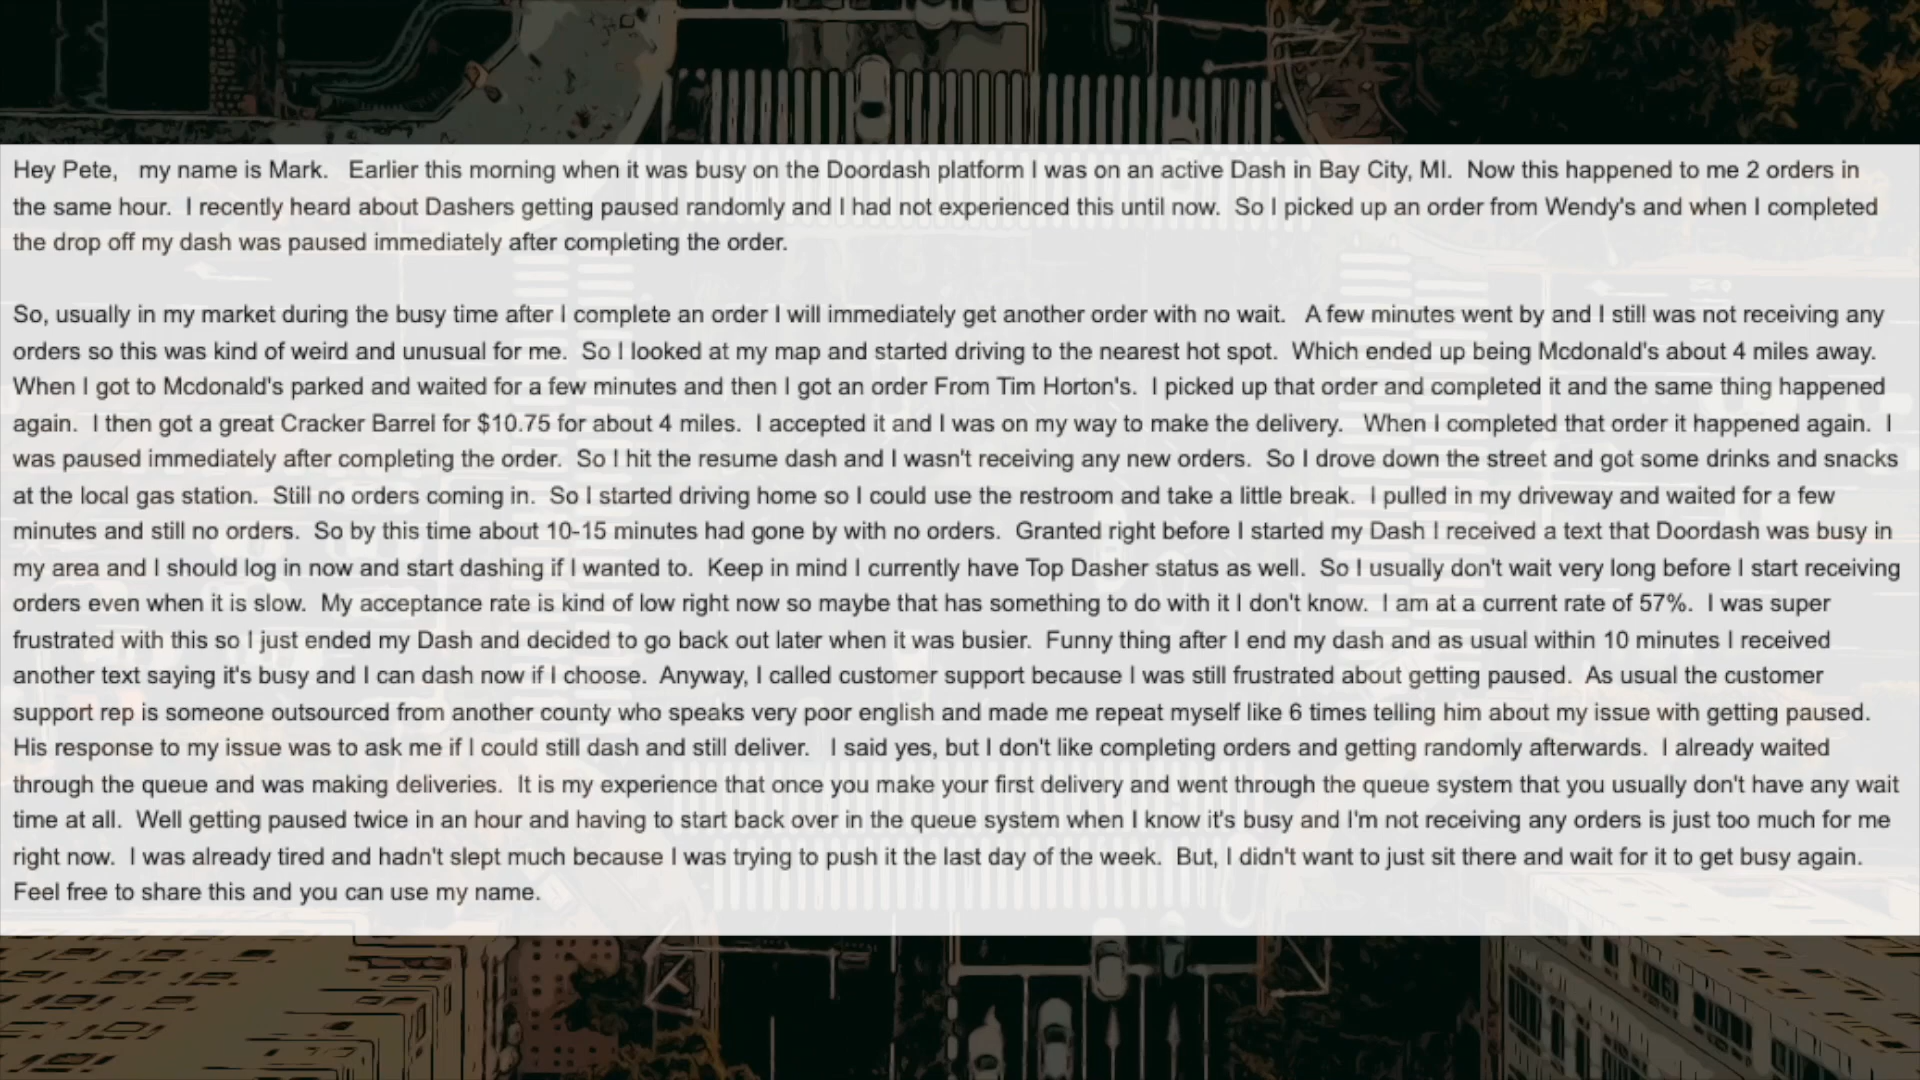 Hey Pete,   my name is Mark.   Earlier this morning when it was busy on the Doordash platform I was on an active Dash in Bay City, MI.  Now this happened to me 2 orders in
the same hour.  I recently heard about Dashers getting paused randomly and I had not experienced this until now.  So I picked up an order from Wendy's and when I completed
the drop off my dash was paused immediately after completing the order.
So, usually in my market during the busy time after I complete an order I will immediately get another order with no wait.   A few minutes went by and I still was not receiving any
orders so this was kind of weird and unusual for me.  So I looked at my map and started driving to the nearest hot spot.  Which ended up being Mcdonald's about 4 miles away.
When I got to Mcdonald's parked and waited for a few minutes and then I got an order From Tim Horton's.  I picked up that order and completed it and the same thing happened
again.  I then got a great Cracker Barrel for $10.75 for about 4 miles.  I accepted it and I was on my way to make the delivery.   When I completed that order it happened again.  I
was paused immediately after completing the order.  So I hit the resume dash and I wasn't receiving any new orders.  So I drove down the street and got some drinks and snacks
at the local gas station.  Still no orders coming in.  So I started driving home so I could use the restroom and take a little break.  I pulled in my driveway and waited for a few
minutes and still no orders.  So by this time about 10-15 minutes had gone by with no orders.  Granted right before I started my Dash I received a text that Doordash was busy in
my area and I should log in now and start dashing if I wanted to.  Keep in mind I currently have Top Dasher status as well.  So I usually don't wait very long before I start receiving
orders even when it is slow.  My acceptance rate is kind of low right now so maybe that has something to do with it I don't know.  I am at a current rate of 57%.  I was super
frustrated with this so I just ended my Dash and decided to go back out later when it was busier.  Funny thing after I end my dash and as usual within 10 minutes I received
another text saying it's busy and I can dash now if I choose.  Anyway, I called customer support because I was still frustrated about getting paused.  As usual the customer
support rep is someone outsourced from another county who speaks very poor english and made me repeat myself like 6 times telling him about my issue with getting paused.
His response to my issue was to ask me if I could still dash and still deliver.   I said yes, but I don't like completing orders and getting randomly afterwards.  I already waited
through the queue and was making deliveries.  It is my experience that once you make your first delivery and went through the queue system that you usually don't have any wait
time at all.  Well getting paused twice in an hour and having to start back over in the queue system when I know it's busy and I'm not receiving any orders is just too much for me
right now.  I was already tired and hadn't slept much because I was trying to push it the last day of the week.  But, I didn't want to just sit there and wait for it to get busy again.
Feel free to share this and you can use my name.